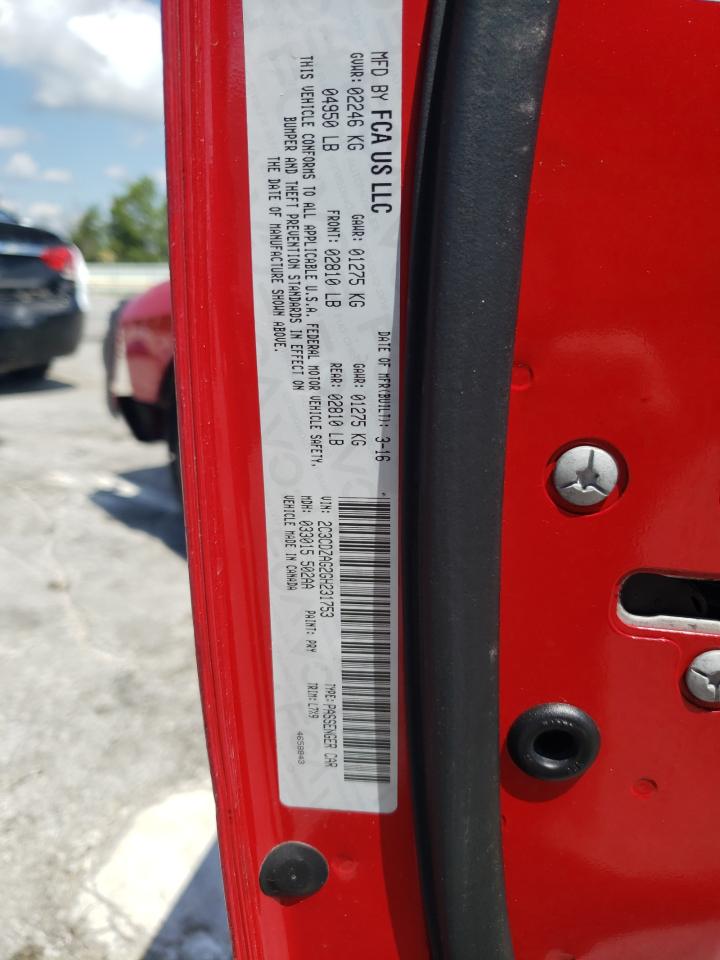 MFD BY FCA US LLC
DATE OF MFR(BUILT): 3-16
GVWR: 02246 KG GAWR: 01275 KG GAWR: 01275 KG
04950 LB FRONT: 02810 LB REAR: 02810 LB
THIS VEHICLE CONFORMS TO ALL APPLICABLE U.S.A. FEDERAL MOTOR VEHICLE SAFETY,
BUMPER AND THEFT PREVENTION STANDARDS IN EFFECT ON
THE DATE OF MANUFACTURE SHOWN ABOVE.
VIN: 2C3CDZAG2GH231753 TYPE: PASSENGER CAR
MDH: 033015 502AA PAINT: PRY TRIM: L7X9
VEHICLE MADE IN CANADA 4658843